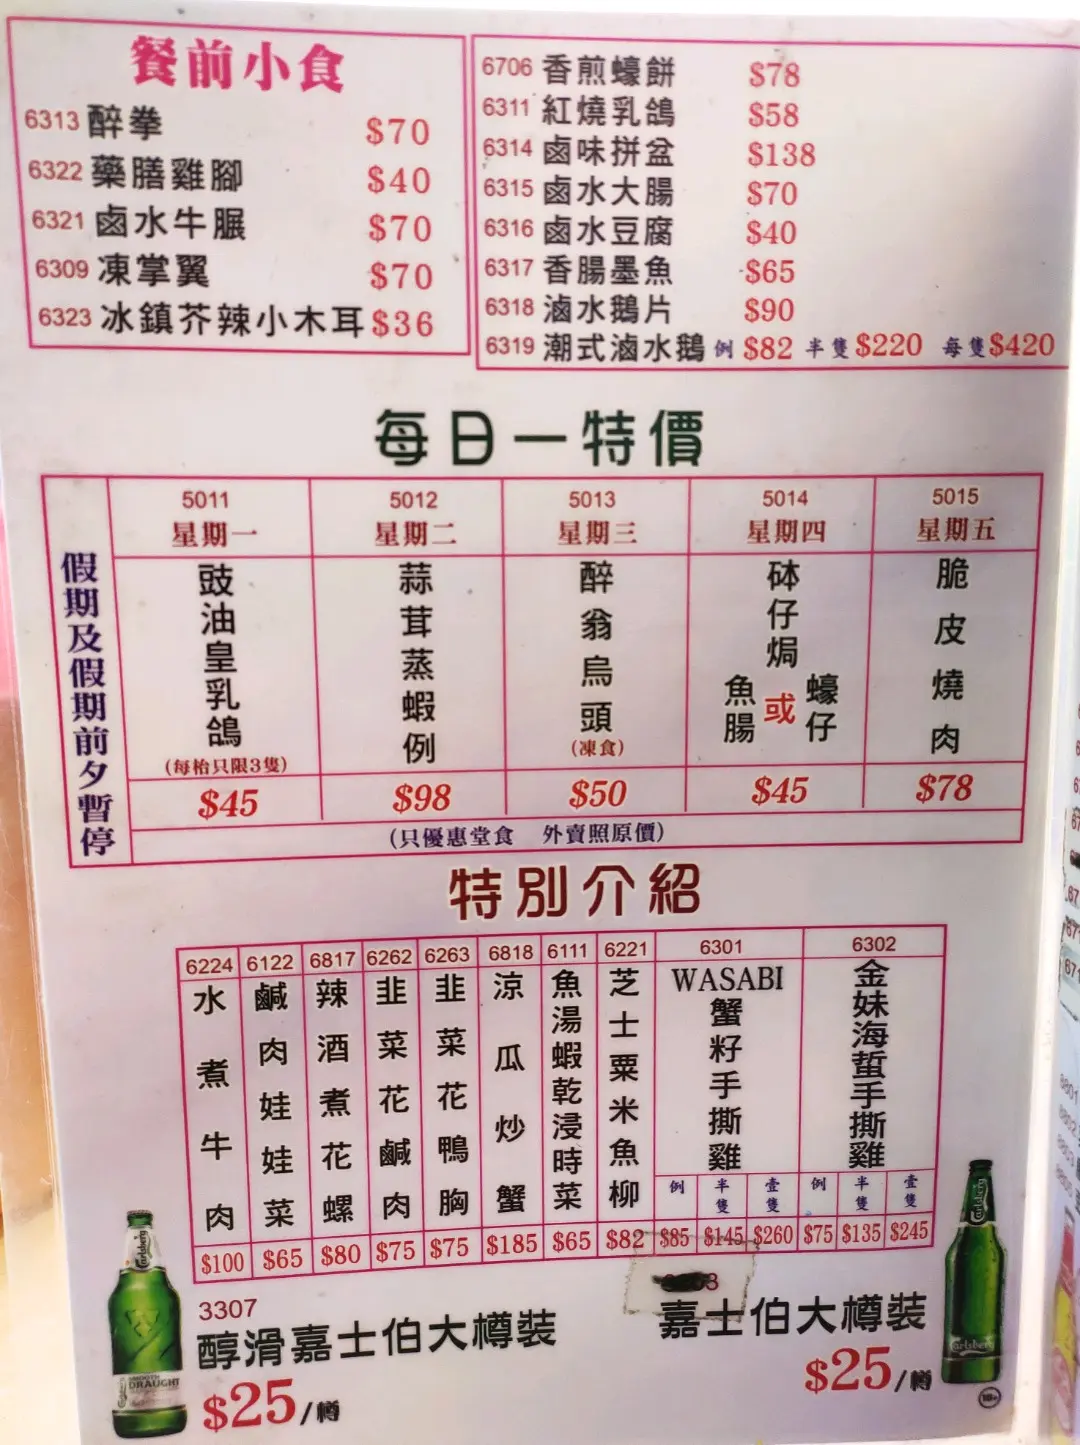 餐前小食
6313 醉拳 $70
6322 藥膳雞腳 $40
6321 鹵水牛𦟌 $70
6309 凍掌翼 $70
6323 冰鎮芥辣小木耳 $36
6706 香煎蠔餅 $78
6311 紅燒乳鴿 $58
6314 鹵味拼盆 $138
6315 鹵水大腸 $70
6316 鹵水豆腐 $40
6317 香腸墨魚 $65
6318 滷水鵝片 $90
6319 潮式滷水鵝 例 $82 半隻 $220 每隻 $420
每日一特價
假期及假期前夕暫停
5011 星期一
豉油皇乳鴿
(每枱只限3隻)
$45
5012 星期二
蒜茸蒸蝦例
$98
5013 星期三
醉翁烏頭
(凍食)
$50
5014 星期四
砵仔焗
魚腸 或 蠔仔
$45
5015 星期五
脆皮燒肉
$78
(只優惠堂食 外賣照原價)
特別介紹
6224 水煮牛肉 $100
6122 鹹肉娃娃菜 $65
6817 辣酒煮花螺 $80
6262 韭菜花鹹肉 $75
6263 韭菜花鴨胸 $75
6818 涼瓜炒蟹 $185
6111 魚湯蝦乾浸時菜 $65
6221 芝士粟米魚柳 $82
6301 WASABI蟹籽手撕雞
例 $85 半隻 $145 壹隻 $260
6302 金妹海蜇手撕雞
例 $75 半隻 $135 壹隻 $245
3307
醇滑嘉士伯大樽裝
$25/樽
嘉士伯大樽裝
$25/樽
Carlsberg
SMOOTH
DRAUGHT
Carlsberg
Carlsberg
18+